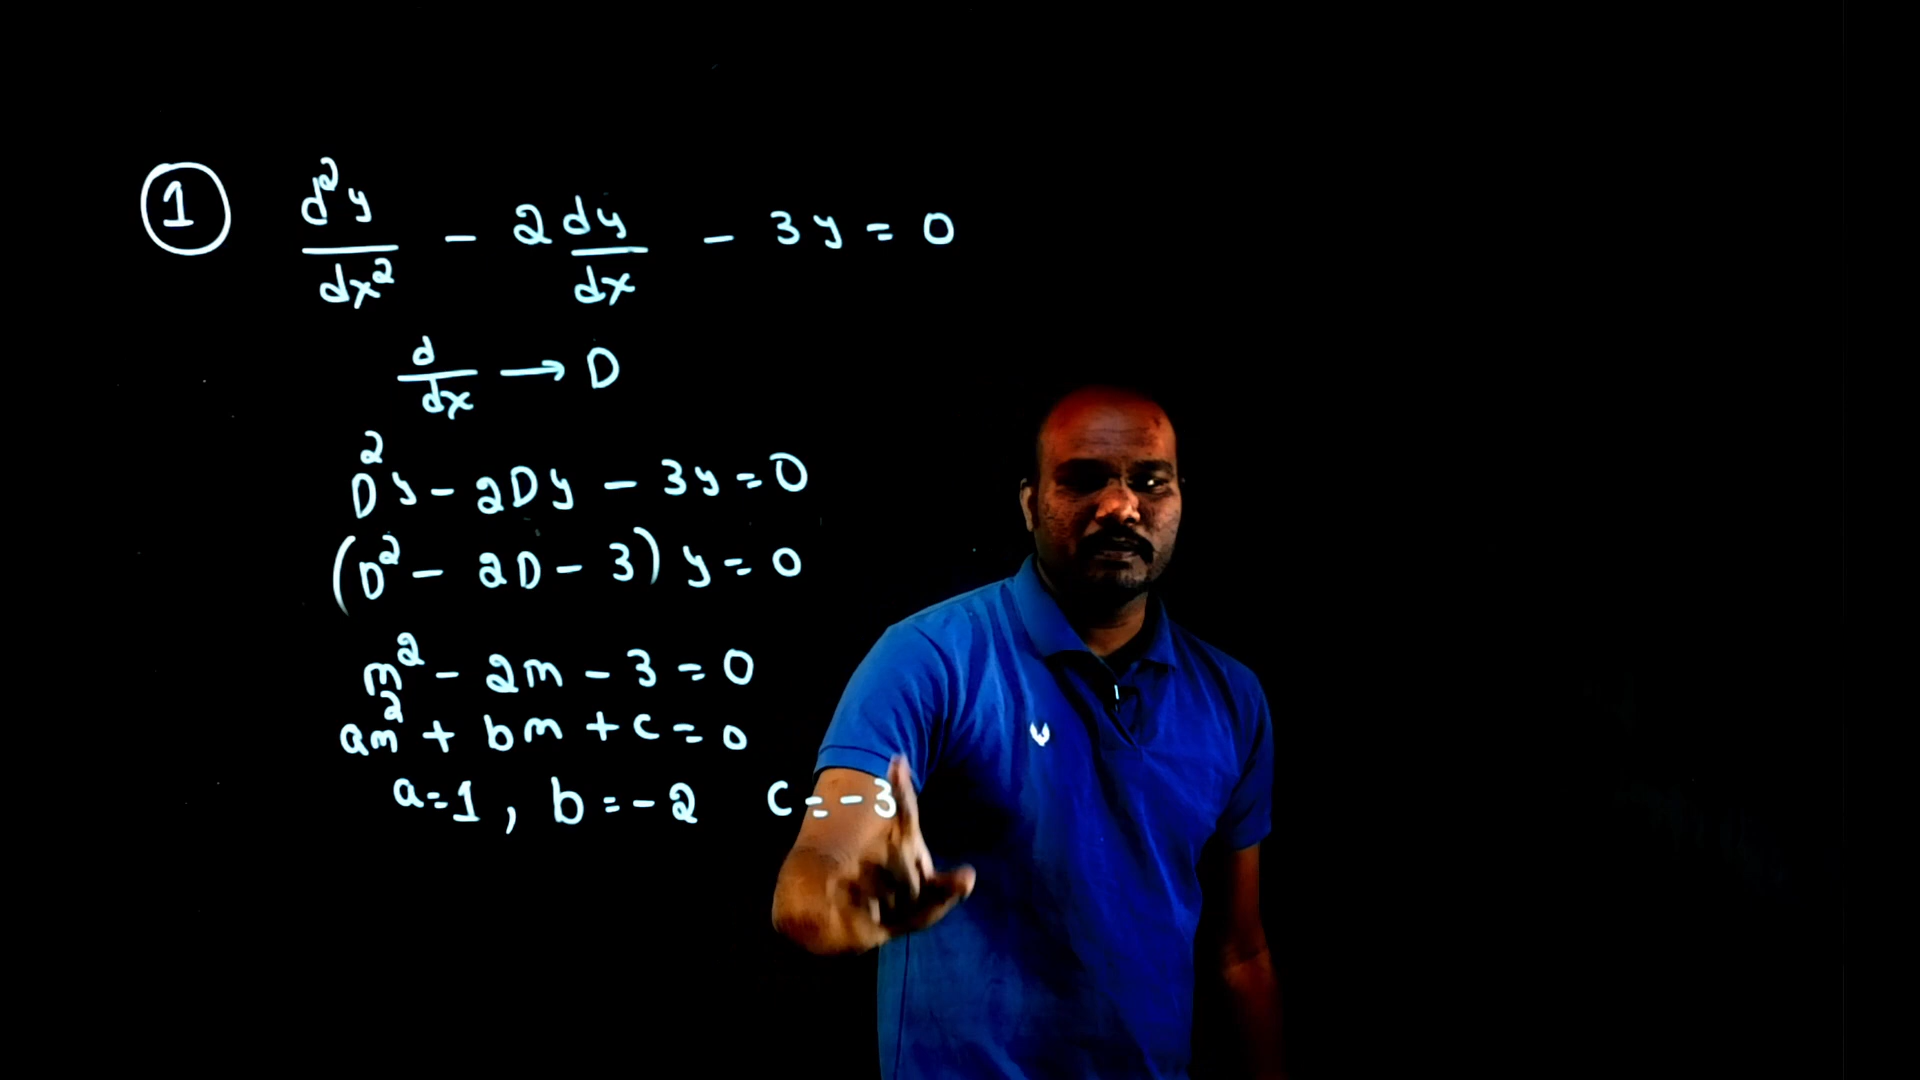 1 d²y/dx² - 2 dy/dx - 3y = 0
d/dx → D
D²y - 2Dy - 3y = 0
(D² - 2D - 3) y = 0
m² - 2m - 3 = 0
am² + bm + c = 0
a=1, b=-2 c=-3